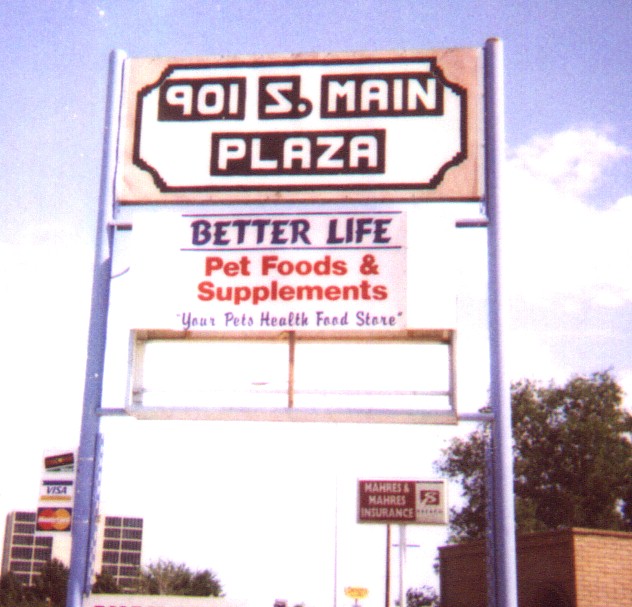 901 S. MAIN
PLAZA
BETTER LIFE
Pet Foods &
Supplements
"Your Pets Health Food Store"
VISA
MasterCard
MAHRES &
MAHRES
INSURANCE